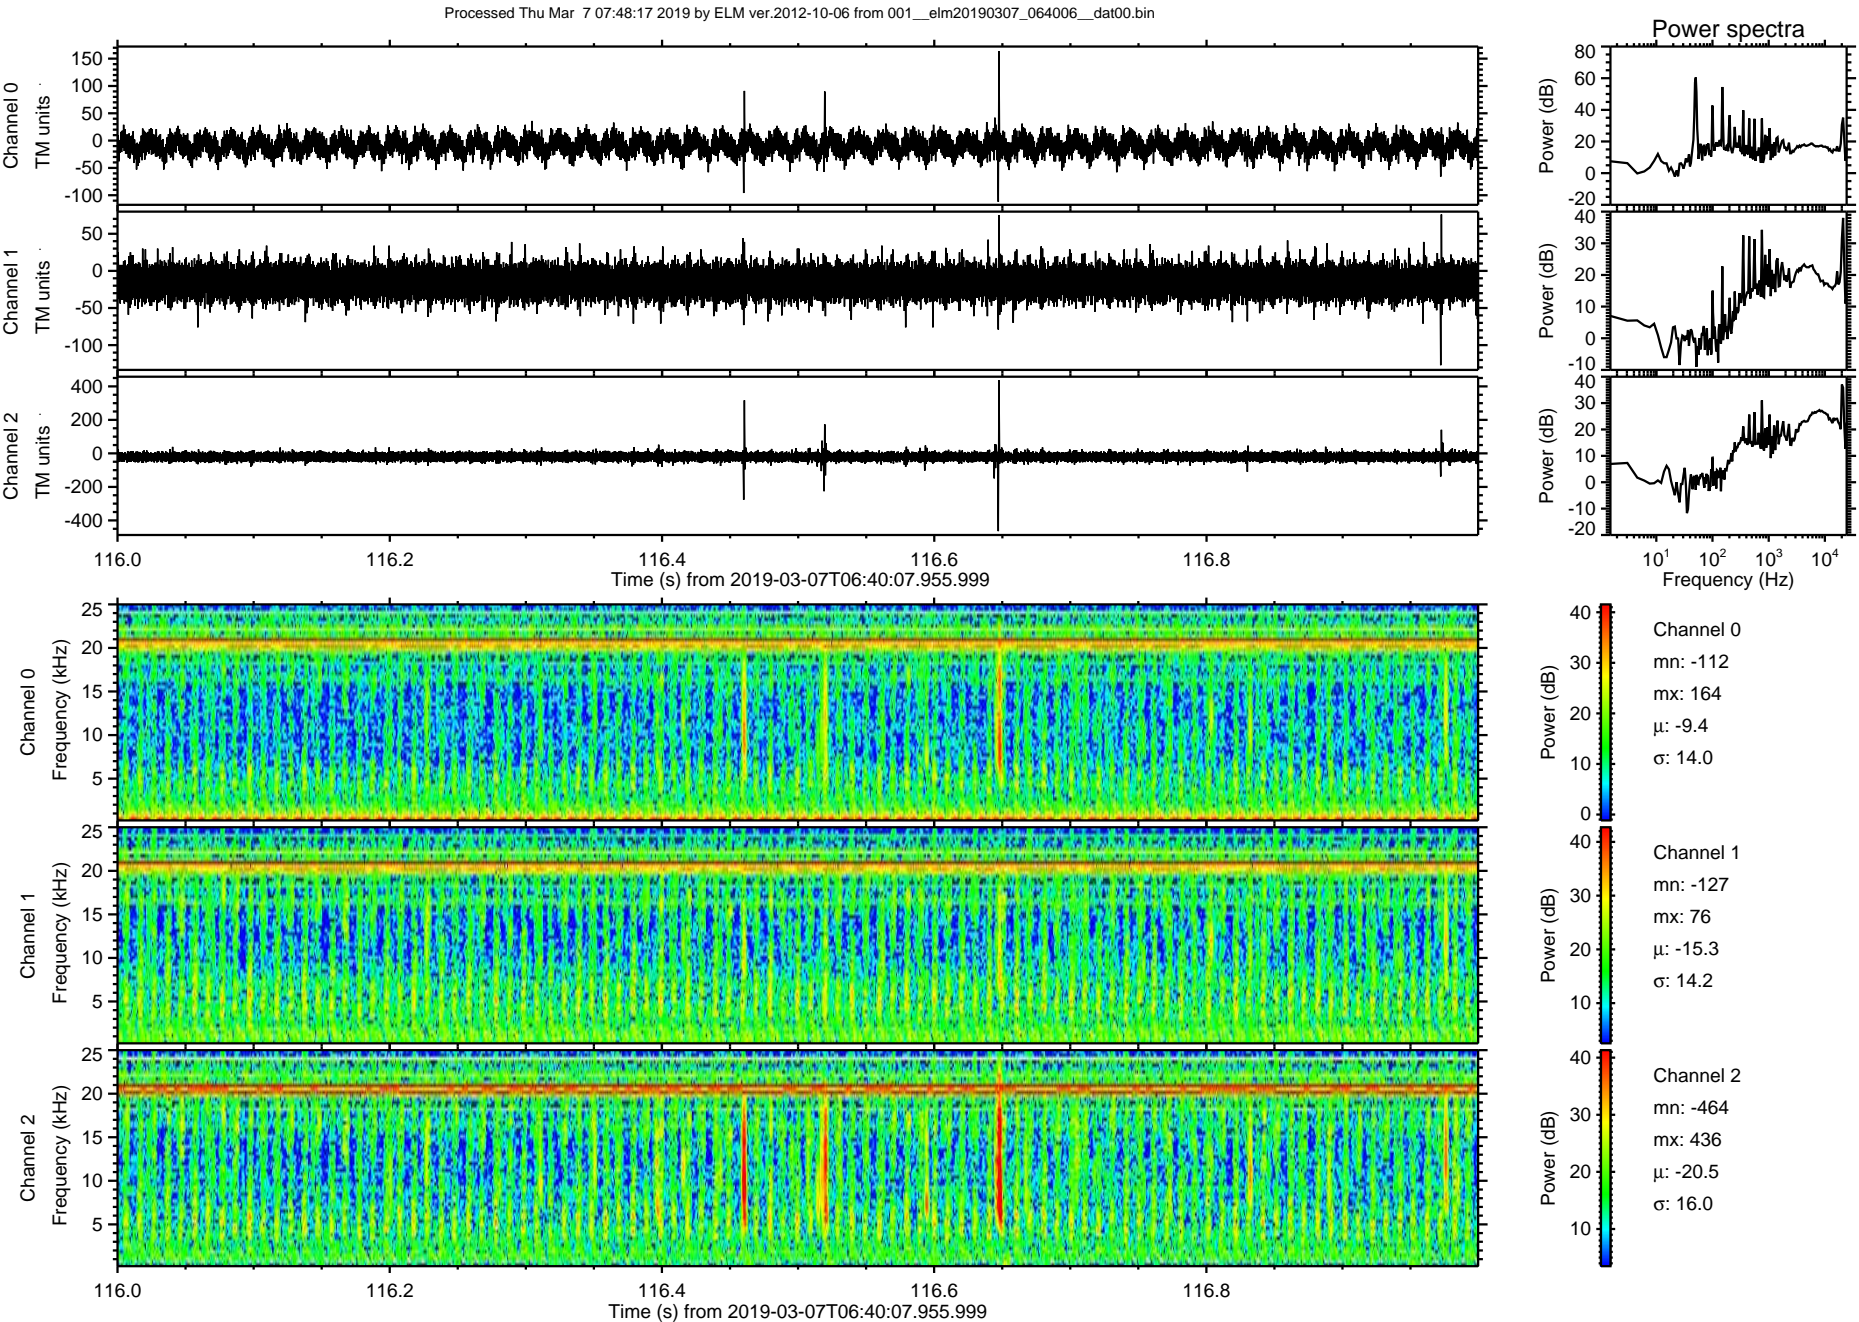 Processed Thu Mar  7 07:48:17 2019 by ELM ver.2012-10-06 from 001__elm20190307_064006__dat00.bin
Power spectra
Channel 0
TM units
150
100
50
0
-50
-100
Power (dB)
80
60
40
20
0
-20
Channel 1
TM units
50
0
-50
-100
Power (dB)
40
30
20
10
0
-10
Channel 2
TM units
400
200
0
-200
-400
Power (dB)
40
30
20
10
0
-10
-20
116.0 116.2 116.4 116.6 116.8
Time (s) from 2019-03-07T06:40:07.955.999
10^1 10^2 10^3 10^4
Frequency (Hz)
Channel 0
Frequency (kHz)
25
20
15
10
5
Power (dB)
40
30
20
10
0
Channel 0
mn: -112
mx: 164
μ: -9.4
σ: 14.0
Channel 1
Frequency (kHz)
25
20
15
10
5
Power (dB)
40
30
20
10
Channel 1
mn: -127
mx: 76
μ: -15.3
σ: 14.2
Channel 2
Frequency (kHz)
25
20
15
10
5
Power (dB)
40
30
20
10
Channel 2
mn: -464
mx: 436
μ: -20.5
σ: 16.0
116.0 116.2 116.4 116.6 116.8
Time (s) from 2019-03-07T06:40:07.955.999